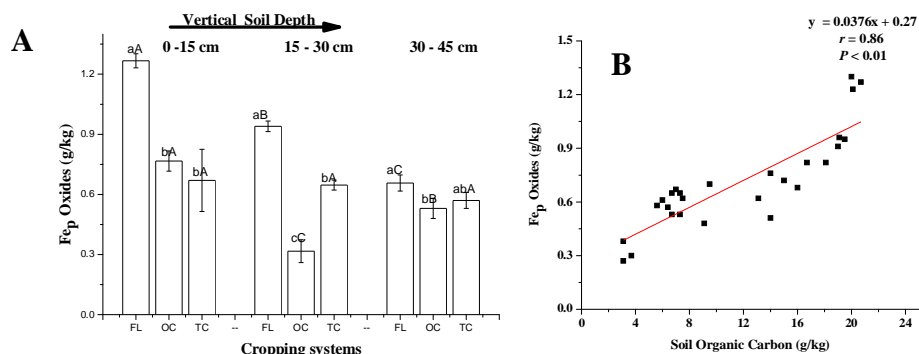 A
Vertical Soil Depth
0 -15 cm
15 - 30 cm
30 - 45 cm
Fep Oxides (g/kg)
1.2
0.9
0.6
0.3
0.0
aA
bA
bA
aB
cC
bA
aC
bB
abA
FL OC TC -- FL OC TC -- FL OC TC
Cropping systems
B
y = 0.0376x + 0.27
r = 0.86
P < 0.01
Fep Oxides (g/kg)
1.5
1.2
0.9
0.6
0.3
0.0
0 4 8 12 16 20 24
Soil Organic Carbon (g/kg)